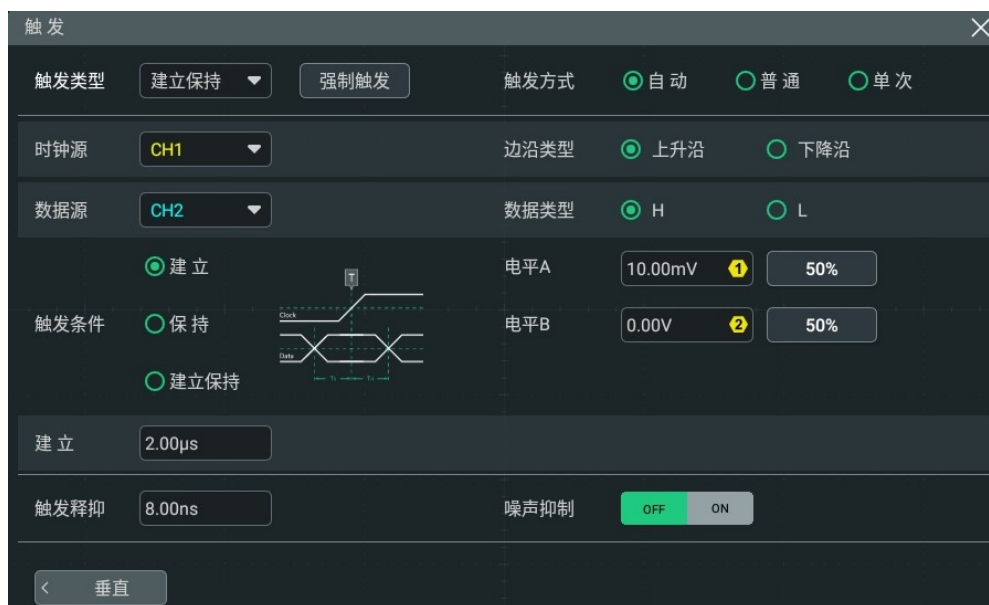 触 发
触发类型 建立保持 强制触发 触发方式 自 动 普 通 单 次
时钟源 CH1 边沿类型 上升沿 下降沿
数据源 CH2 数据类型 H L
建 立 电平A 10.00mV 1 50%
T
Clock
触发条件 保 持 电平B 0.00V 2 50%
Data
建立保持
建 立 2.00μs
触发释抑 8.00ns 噪声抑制 OFF ON
< 垂直